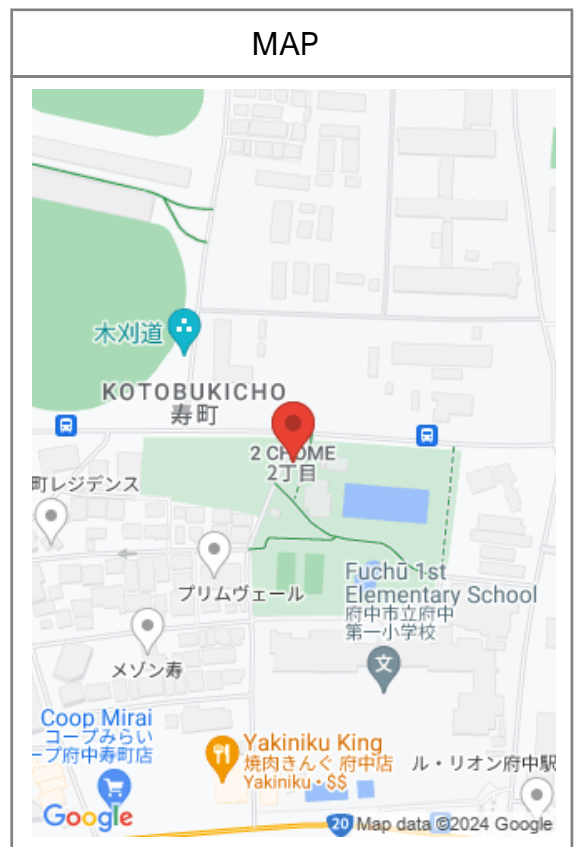 MAP
木刈道
KOTOBUKICHO
寿町
2 CHOME
2丁目
町レジデンス
プリムヴェール
Fuchū 1st
Elementary School
府中市立府中
第一小学校
文
メゾン寿
Coop Mirai
コープみらい
ープ府中寿町店
Yakiniku King
焼肉きんぐ 府中店
Yakiniku・$$
ル・リオン府中駅
Google
20
Map data ©2024 Google